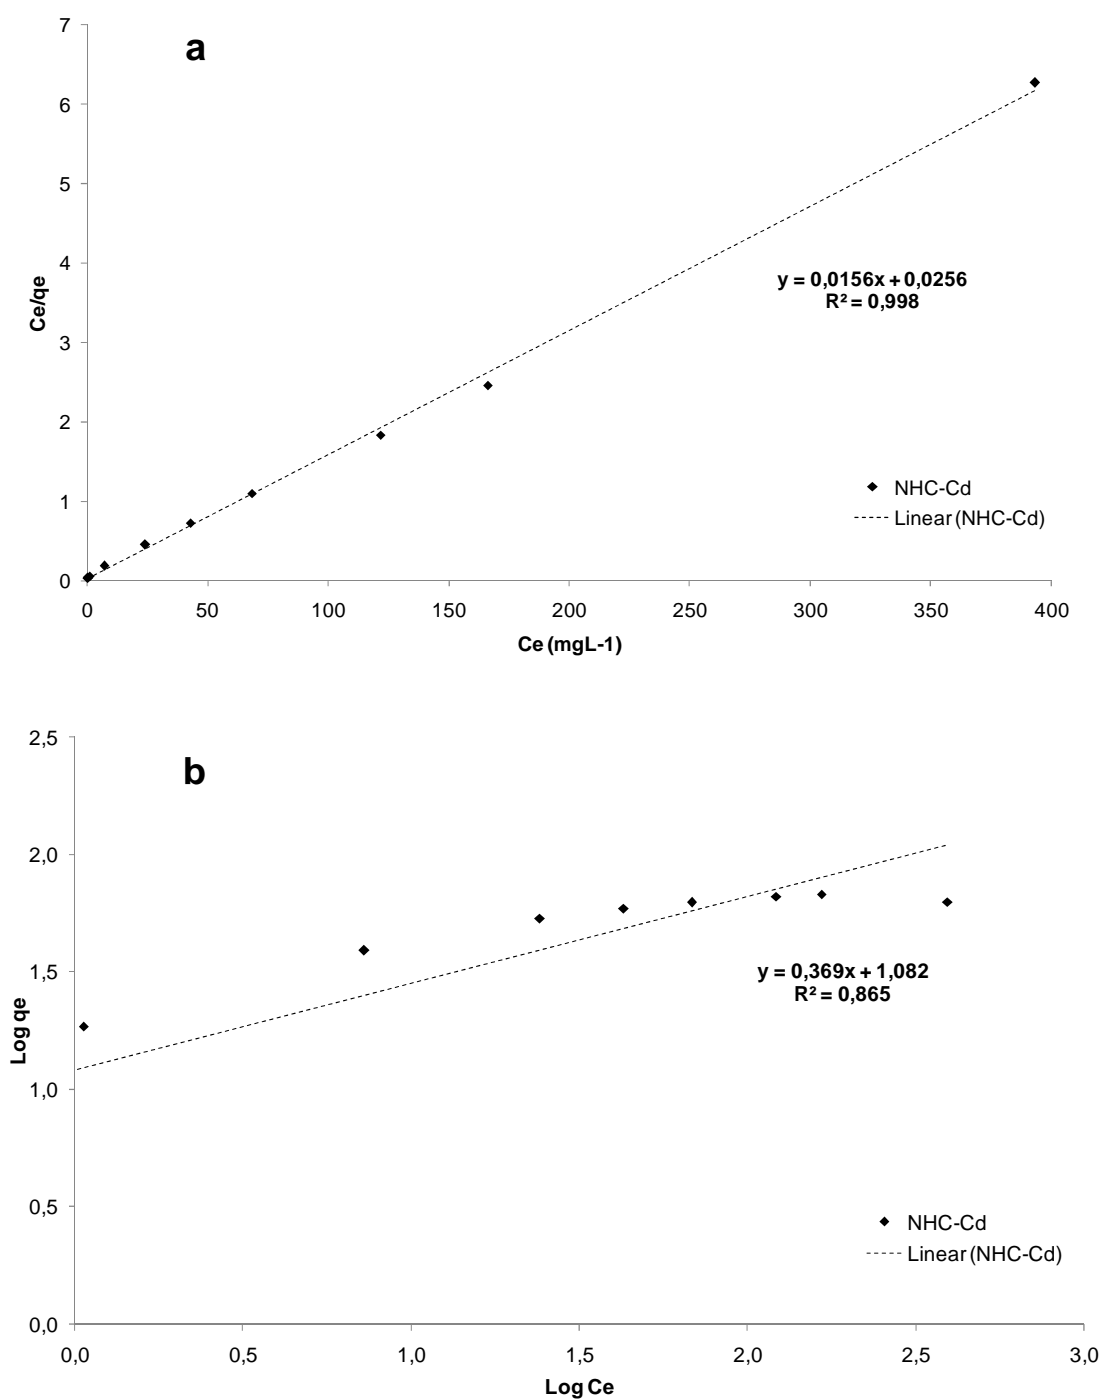 7
a
6
5
4
y = 0,0156x + 0,0256
R² = 0,998
Ce/qe
3
2
1
NHC-Cd
Linear (NHC-Cd)
0
0 50 100 150 200 250 300 350 400
Ce (mgL-1)
2,5
b
2,0
1,5
y = 0,369x + 1,082
R² = 0,865
Log qe
1,0
0,5
NHC-Cd
Linear (NHC-Cd)
0,0
0,0 0,5 1,0 1,5 2,0 2,5 3,0
Log Ce